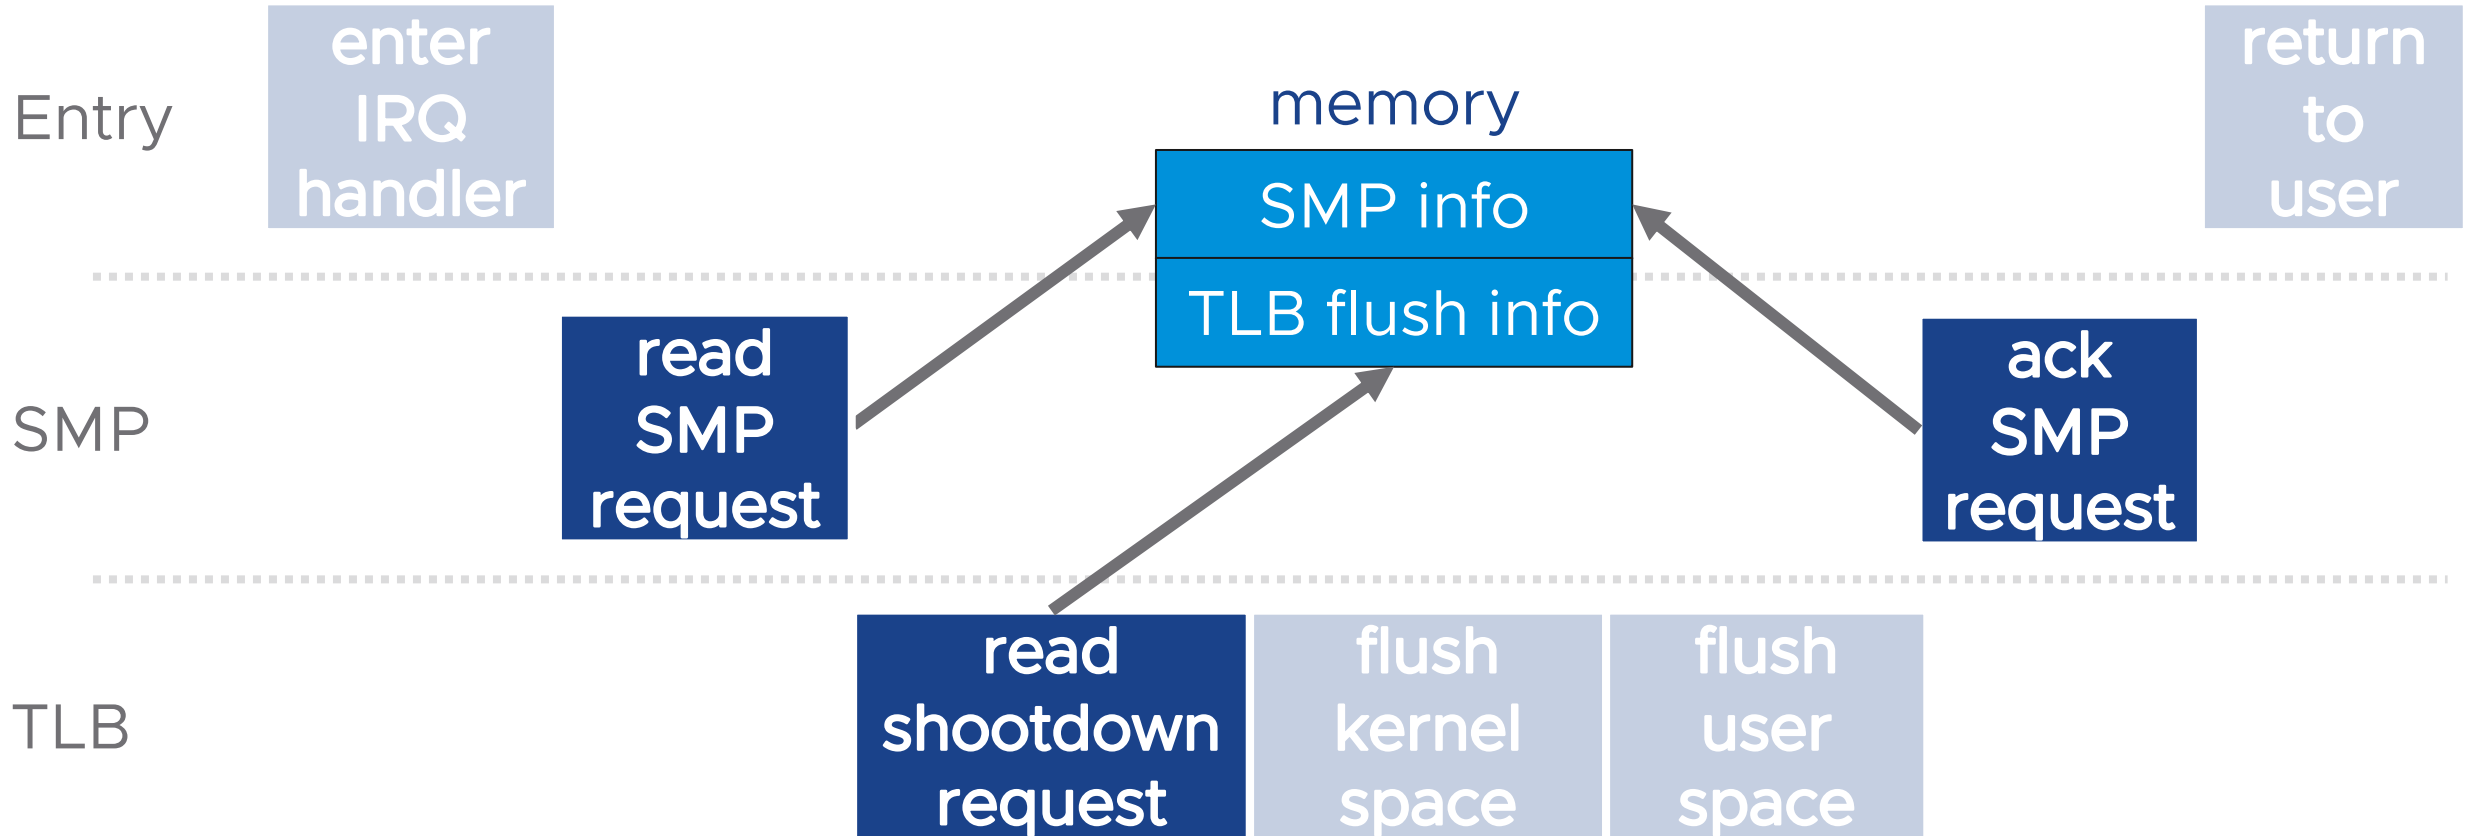 Entry
enter
IRQ
handler
memory
SMP info
TLB flush info
return
to
user
SMP
read
SMP
request
ack
SMP
request
TLB
read
shootdown
request
flush
kernel
space
flush
user
space